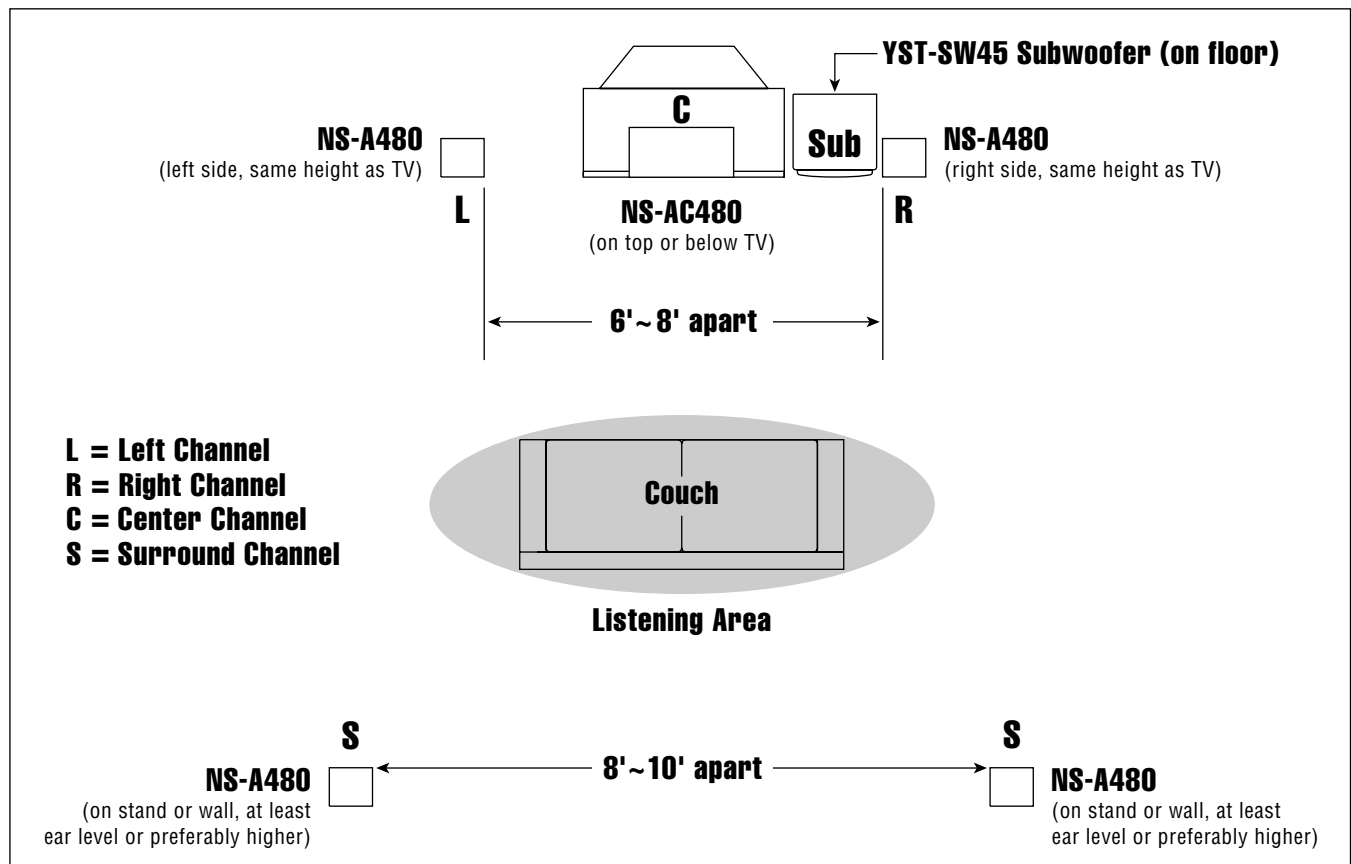 YST-SW45 Subwoofer (on floor)
C
Sub
NS-A480
(left side, same height as TV)
L
NS-A480
(right side, same height as TV)
R
NS-AC480
(on top or below TV)
6'~8' apart
L = Left Channel
R = Right Channel
C = Center Channel
S = Surround Channel
Couch
Listening Area
S
NS-A480
(on stand or wall, at least
ear level or preferably higher)
8'~10' apart
S
NS-A480
(on stand or wall, at least
ear level or preferably higher)